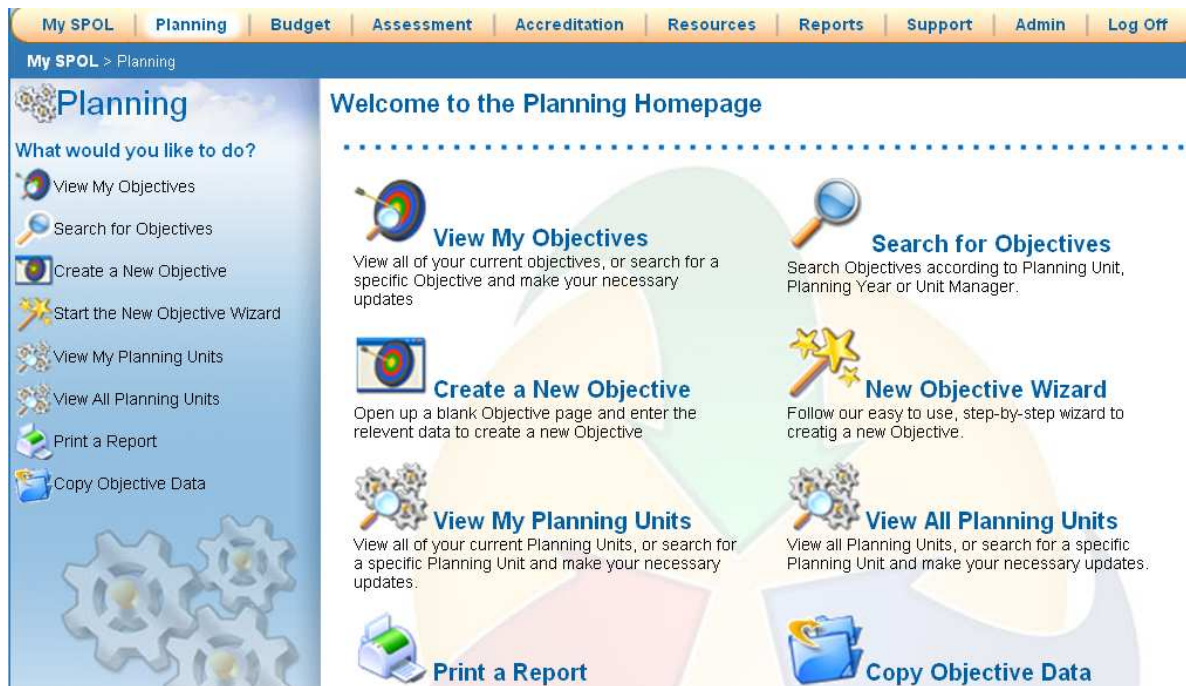 My SPOL | Planning | Budget | Assessment | Accreditation | Resources | Reports | Support | Admin | Log Off
My SPOL > Planning
Planning
What would you like to do?
View My Objectives
Search for Objectives
Create a New Objective
Start the New Objective Wizard
View My Planning Units
View All Planning Units
Print a Report
Copy Objective Data
Welcome to the Planning Homepage
View My Objectives
View all of your current objectives, or search for a
specific Objective and make your necessary
updates
Search for Objectives
Search Objectives according to Planning Unit,
Planning Year or Unit Manager.
Create a New Objective
Open up a blank Objective page and enter the
relevent data to create a new Objective
New Objective Wizard
Follow our easy to use, step-by-step wizard to
creatig a new Objective.
View My Planning Units
View all of your current Planning Units, or search for
a specific Planning Unit and make your necessary
updates.
View All Planning Units
View all Planning Units, or search for a specific
Planning Unit and make your necessary updates.
Print a Report
Copy Objective Data